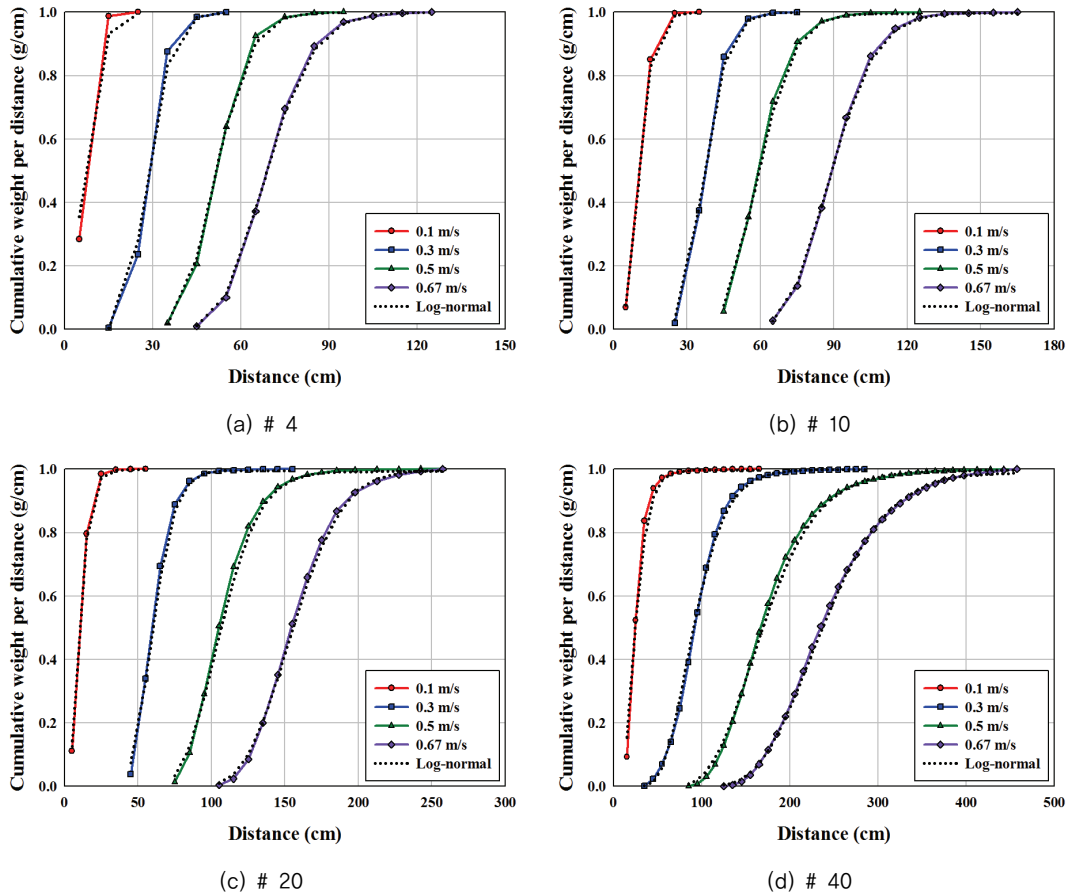 Cumulative weight per distance (g/cm)
1.0
0.8
0.6
0.4
0.2
0.0
0.1 m/s
0.3 m/s
0.5 m/s
0.67 m/s
Log-normal
0 30 60 90 120 150
Distance (cm)
(a) # 4
Cumulative weight per distance (g/cm)
1.0
0.8
0.6
0.4
0.2
0.0
0.1 m/s
0.3 m/s
0.5 m/s
0.67 m/s
Log-normal
0 30 60 90 120 150 180
Distance (cm)
(b) # 10
Cumulative weight per distance (g/cm)
1.0
0.8
0.6
0.4
0.2
0.0
0.1 m/s
0.3 m/s
0.5 m/s
0.67 m/s
Log-normal
0 50 100 150 200 250 300
Distance (cm)
(c) # 20
Cumulative weight per distance (g/cm)
1.0
0.8
0.6
0.4
0.2
0.0
0.1 m/s
0.3 m/s
0.5 m/s
0.67 m/s
Log-normal
0 100 200 300 400 500
Distance (cm)
(d) # 40